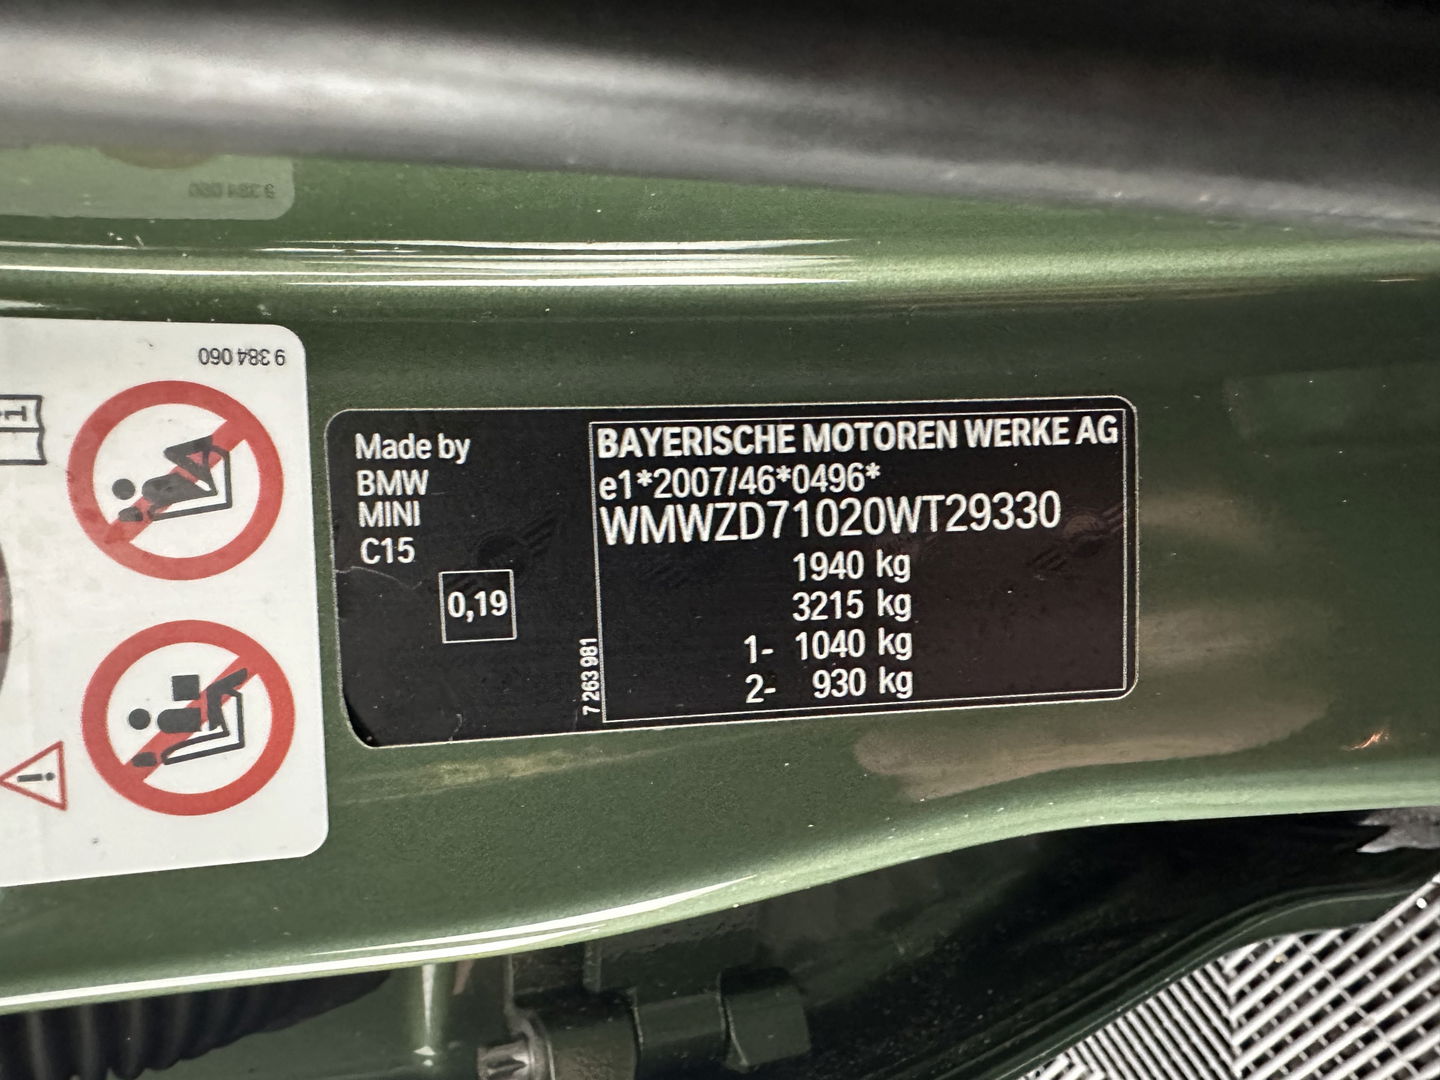 9 384 060
9 384 060
Made by
BMW
MINI
C15
0,19
7 263 981
BAYERISCHE MOTOREN WERKE AG
e1*2007/46*0496*
WMWZD71020WT29330
1940 kg
3215 kg
1- 1040 kg
2- 930 kg